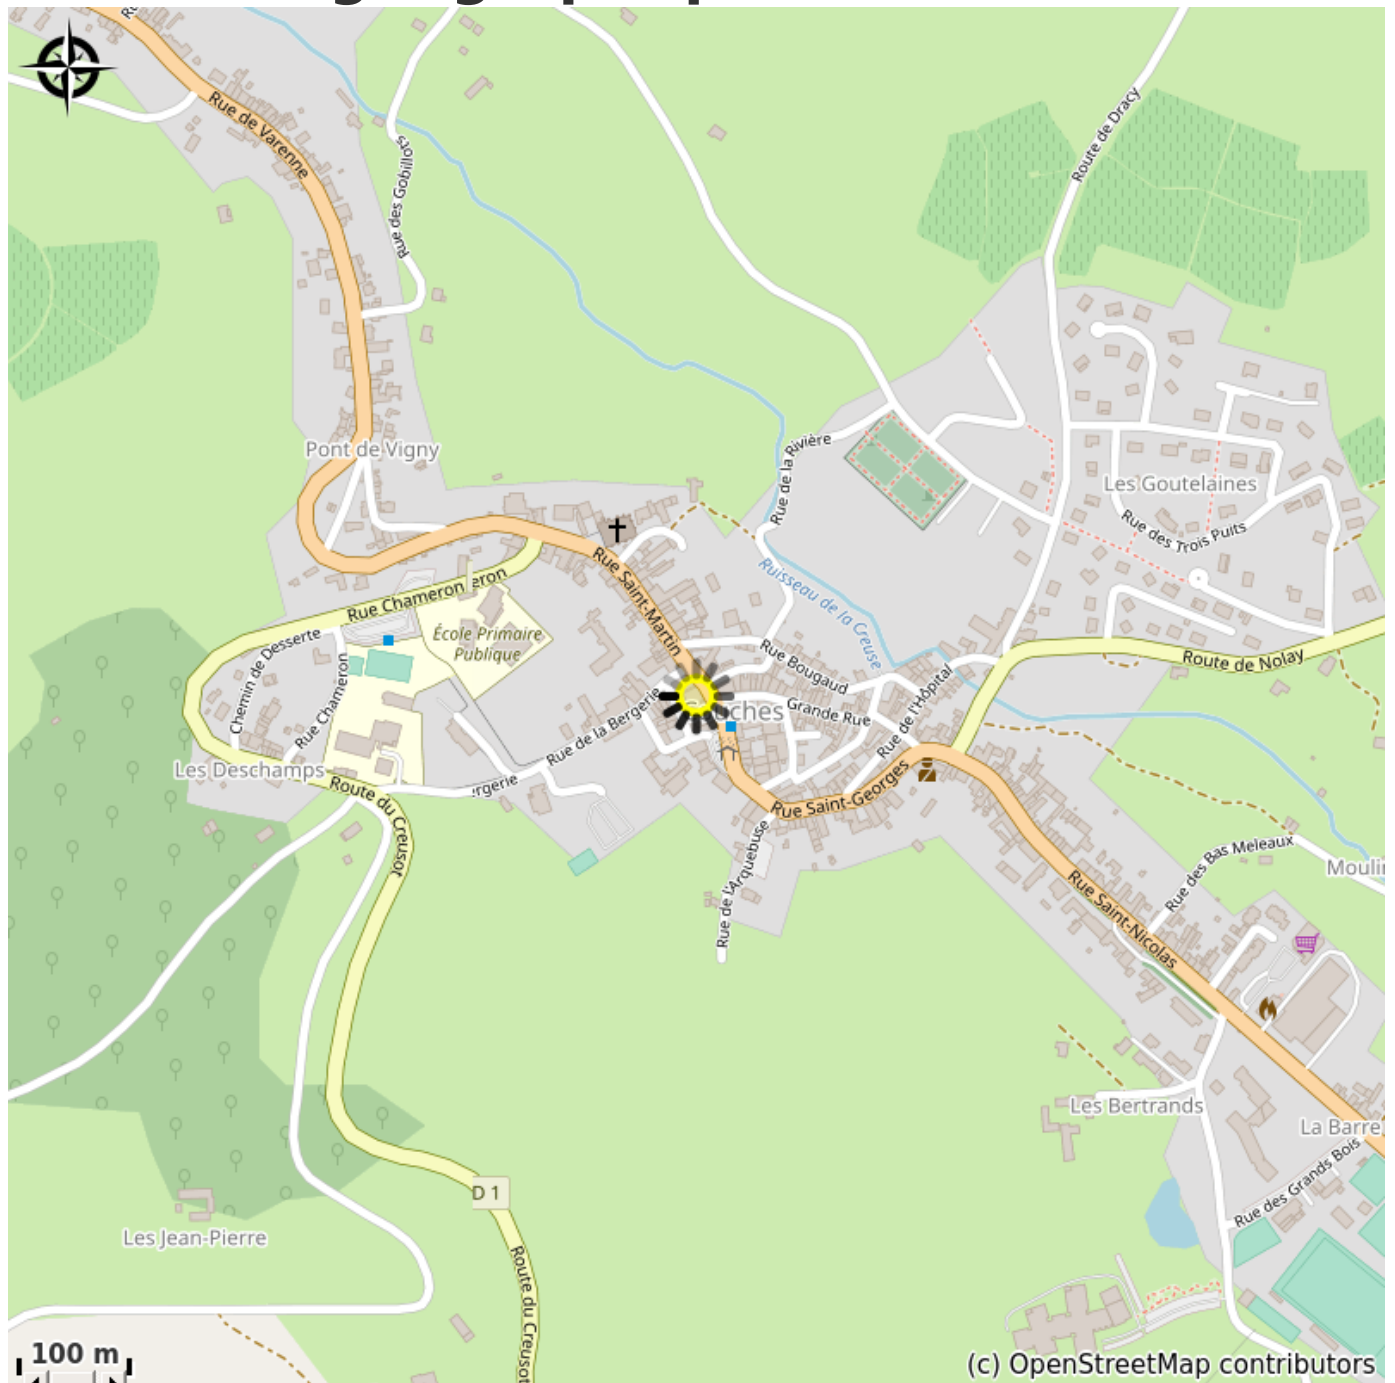 Rue de Varenne
Rue des Gobillots
Route de Dracy
Pont de Vigny
Rue de la Rivière
Les Goutelaines
Rue des Trois Puits
Rue Saint-Martin
Ruisseau de la Creuse
Rue Chameron
eron
École Primaire
Publique
Chemin de Desserte
Rue Chameron
Rue Bougaud
Route de Nolay
Rue de l'Hôpital
Grande Rue
Rue de la Bergerie
ches
Les Deschamps
Route du Creusot
rgerie
Rue Saint-Georges
Rue de l'Arquebuse
Rue des Bas Meleaux
Moulin
Rue Saint-Nicolas
Les Bertrands
La Barre
Rue des Grands Bois
D 1
Les Jean-Pierre
Route du Creusot
100 m
(c) OpenStreetMap contributors